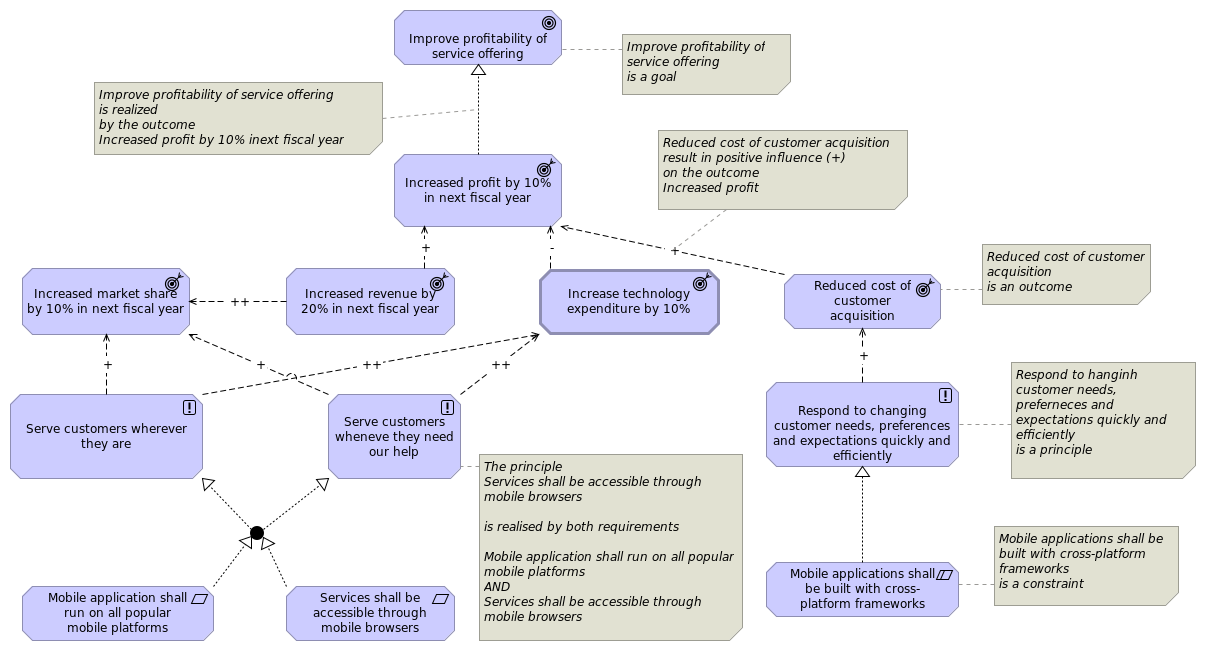 Improve profitability of
service offering
Improve profitability of
service offering
is a goal
Improve profitability of service offering
is realized
by the outcome
Increased profit by 10% inext fiscal year
Reduced cost of customer acquisition
result in positive influence (+)
on the outcome
Increased profit
Increased profit by 10%
in next fiscal year
+
-
+
Reduced cost of customer
acquisition
is an outcome
Increased market share
by 10% in next fiscal year
++
Increased revenue by
20% in next fiscal year
Increase technology
expenditure by 10%
Reduced cost of
customer
acquisition
+
+
++
++
+
Respond to hanginh
customer needs,
preferneces and
expectations quickly and
efficiently
is a principle
Serve customers wherever
they are
Serve customers
wheneve they need
our help
Respond to changing
customer needs, preferences
and expectations quickly and
efficiently
The principle
Services shall be accessible through
mobile browsers
is realised by both requirements
Mobile application shall run on all popular
mobile platforms
AND
Services shall be accessible through
mobile browsers
Mobile applications shall be
built with cross-platform
frameworks
is a constraint
Mobile application shall
run on all popular
mobile platforms
Services shall be
accessible through
mobile browsers
Mobile applications shall
be built with cross-
platform frameworks